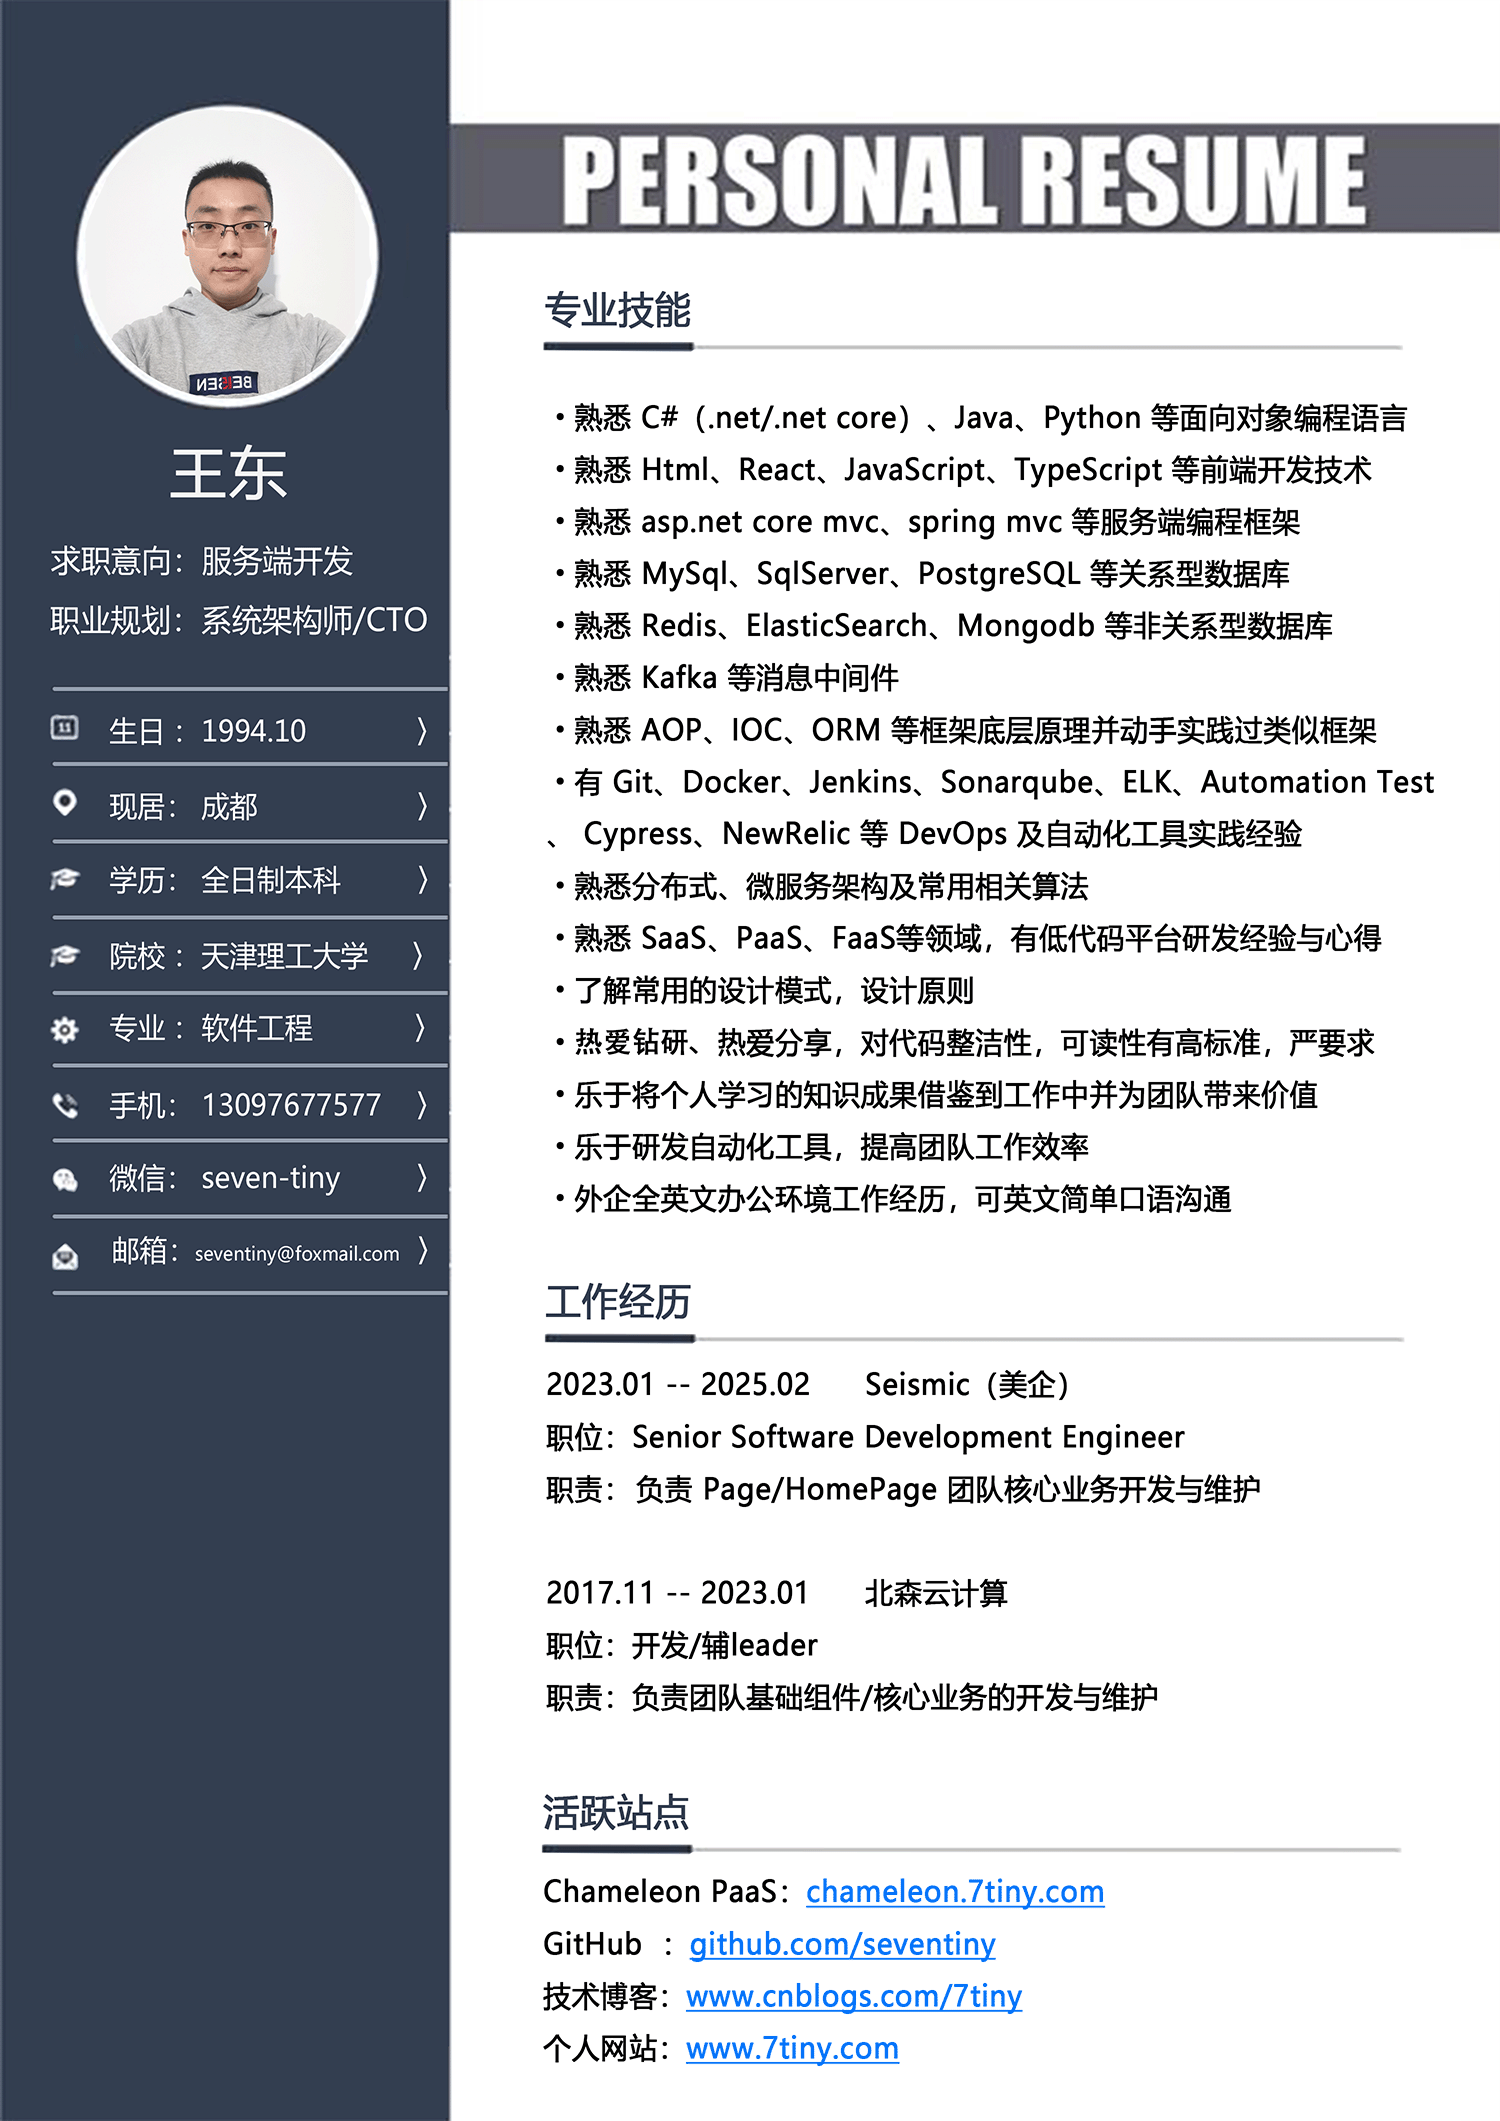 BEISEN
王东
求职意向：服务端开发
职业规划：系统架构师/CTO
11
生日： 1994.10 〉
现居： 成都 〉
学历： 全日制本科 〉
院校： 天津理工大学 〉
专业： 软件工程 〉
手机： 13097677577 〉
微信： seven-tiny 〉
邮箱： seventiny@foxmail.com 〉
PERSONAL RESUME
专业技能
·熟悉 C#（.net/.net core）、Java、Python 等面向对象编程语言
·熟悉 Html、React、JavaScript、TypeScript 等前端开发技术
·熟悉 asp.net core mvc、spring mvc 等服务端编程框架
·熟悉 MySql、SqlServer、PostgreSQL 等关系型数据库
·熟悉 Redis、ElasticSearch、Mongodb 等非关系型数据库
·熟悉 Kafka 等消息中间件
·熟悉 AOP、IOC、ORM 等框架底层原理并动手实践过类似框架
·有 Git、Docker、Jenkins、Sonarqube、ELK、Automation Test
、 Cypress、NewRelic 等 DevOps 及自动化工具实践经验
·熟悉分布式、微服务架构及常用相关算法
·熟悉 SaaS、PaaS、FaaS等领域，有低代码平台研发经验与心得
·了解常用的设计模式，设计原则
·热爱钻研、热爱分享，对代码整洁性，可读性有高标准，严要求
·乐于将个人学习的知识成果借鉴到工作中并为团队带来价值
·乐于研发自动化工具，提高团队工作效率
·外企全英文办公环境工作经历，可英文简单口语沟通
工作经历
2023.01 -- 2025.02 Seismic（美企）
职位：Senior Software Development Engineer
职责： 负责 Page/HomePage 团队核心业务开发与维护
2017.11 -- 2023.01 北森云计算
职位：开发/辅leader
职责：负责团队基础组件/核心业务的开发与维护
活跃站点
Chameleon PaaS：chameleon.7tiny.com
GitHub ：github.com/seventiny
技术博客：www.cnblogs.com/7tiny
个人网站：www.7tiny.com